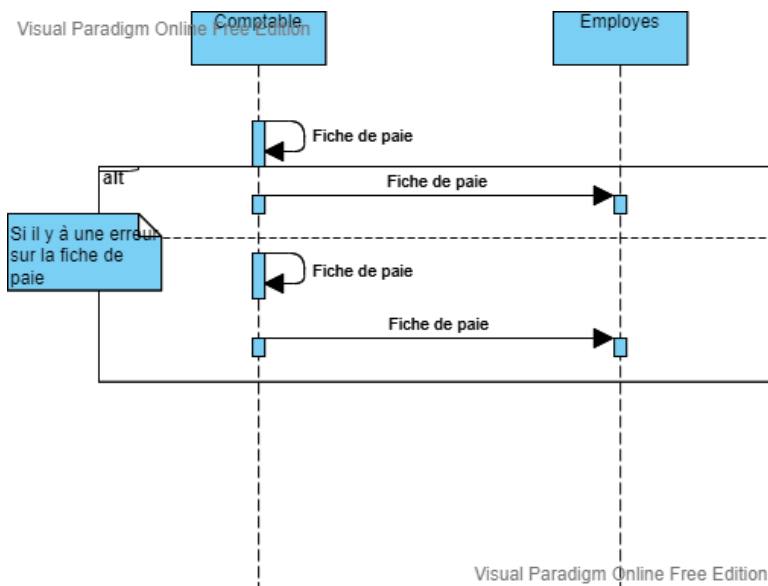 Visual Paradigm Online Free Edition
Comptable
Employes
Fiche de paie
alt
Fiche de paie
Si il y à une erreur
sur la fiche de
paie
Fiche de paie
Fiche de paie
Visual Paradigm Online Free Edition